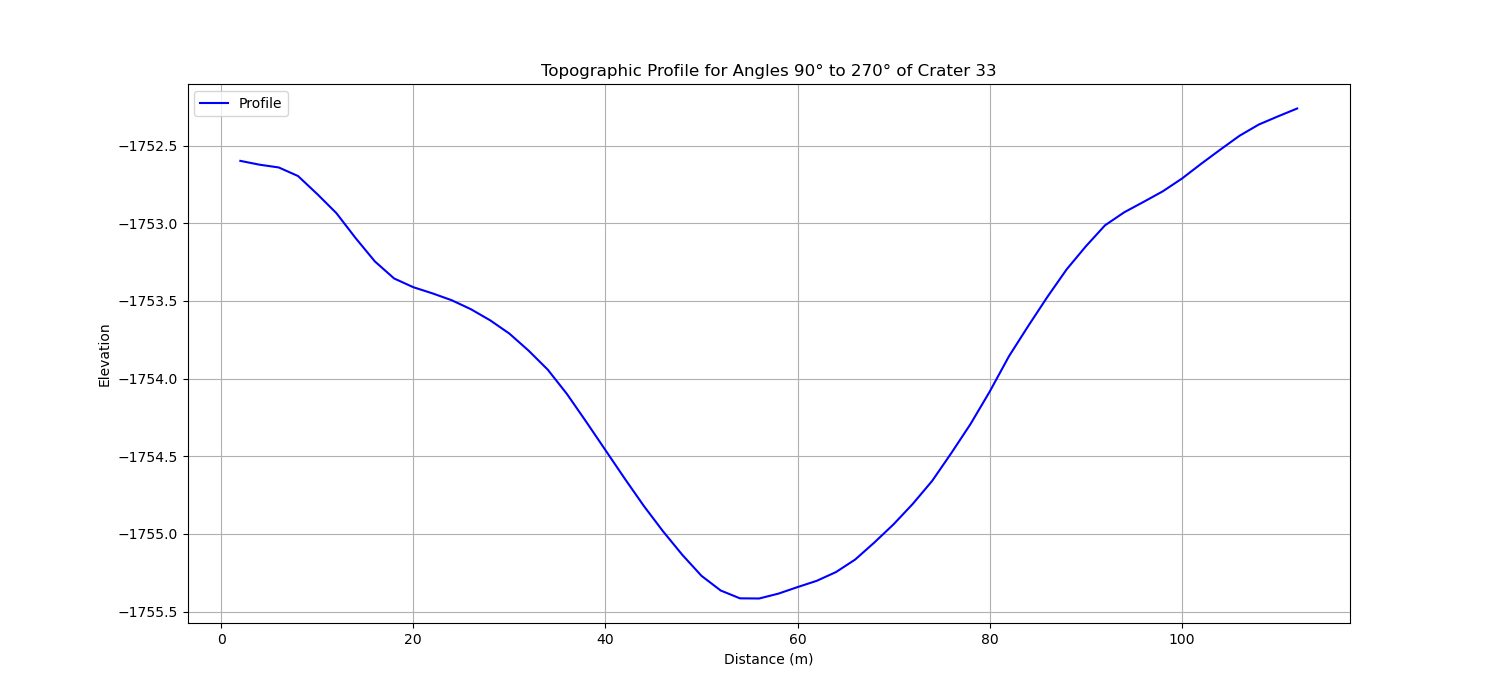 Topographic Profile for Angles 90° to 270° of Crater 33
Profile
−1752.5
−1753.0
−1753.5
−1754.0
−1754.5
−1755.0
−1755.5
Elevation
0 20 40 60 80 100
Distance (m)